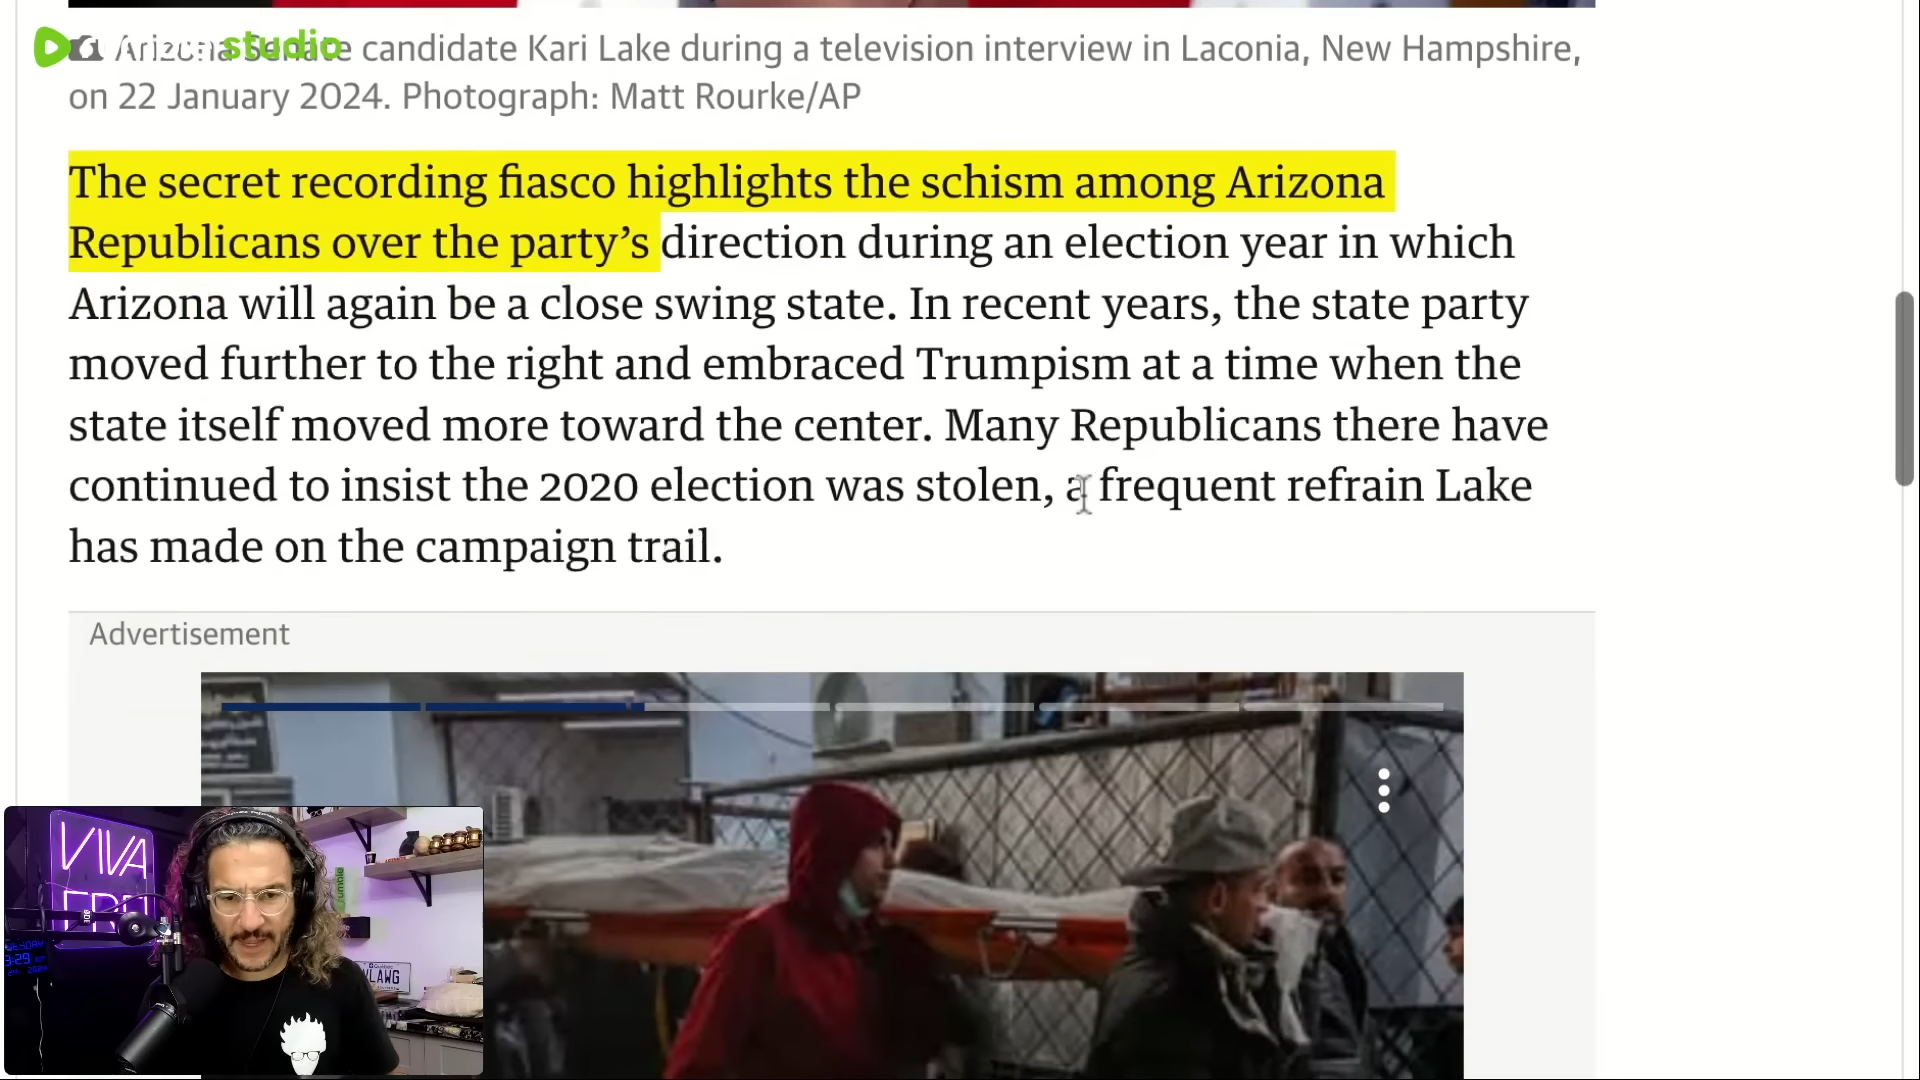 rumble studio
Arizona Senate candidate Kari Lake during a television interview in Laconia, New Hampshire,
on 22 January 2024. Photograph: Matt Rourke/AP
The secret recording fiasco highlights the schism among Arizona
Republicans over the party’s direction during an election year in which
Arizona will again be a close swing state. In recent years, the state party
moved further to the right and embraced Trumpism at a time when the
state itself moved more toward the center. Many Republicans there have
continued to insist the 2020 election was stolen, a frequent refrain Lake
has made on the campaign trail.
Advertisement
VIVA
rumble
3:29
VLAWG